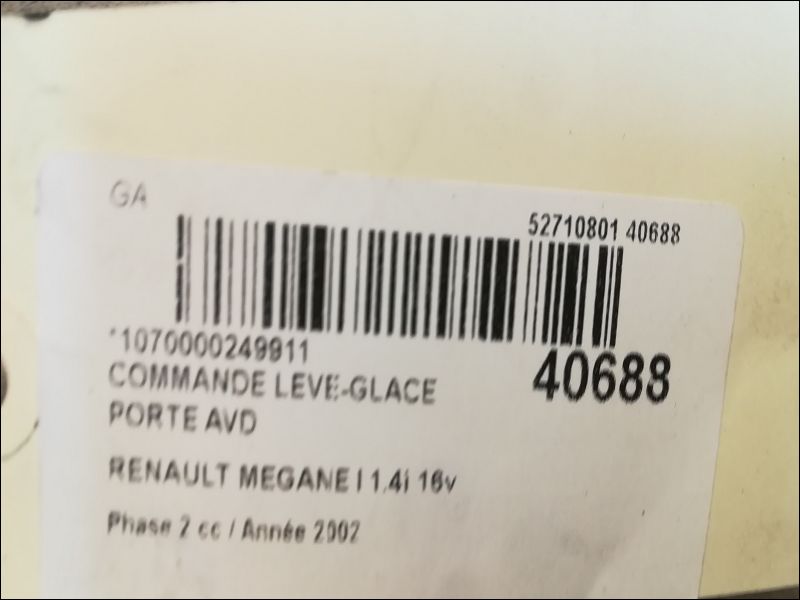 GA
52710801 40688
*1070000249911
40688
COMMANDE LEVE-GLACE
PORTE AVD
RENAULT MEGANE I 1.4i 16v
Phase 2 cc / Année 2002